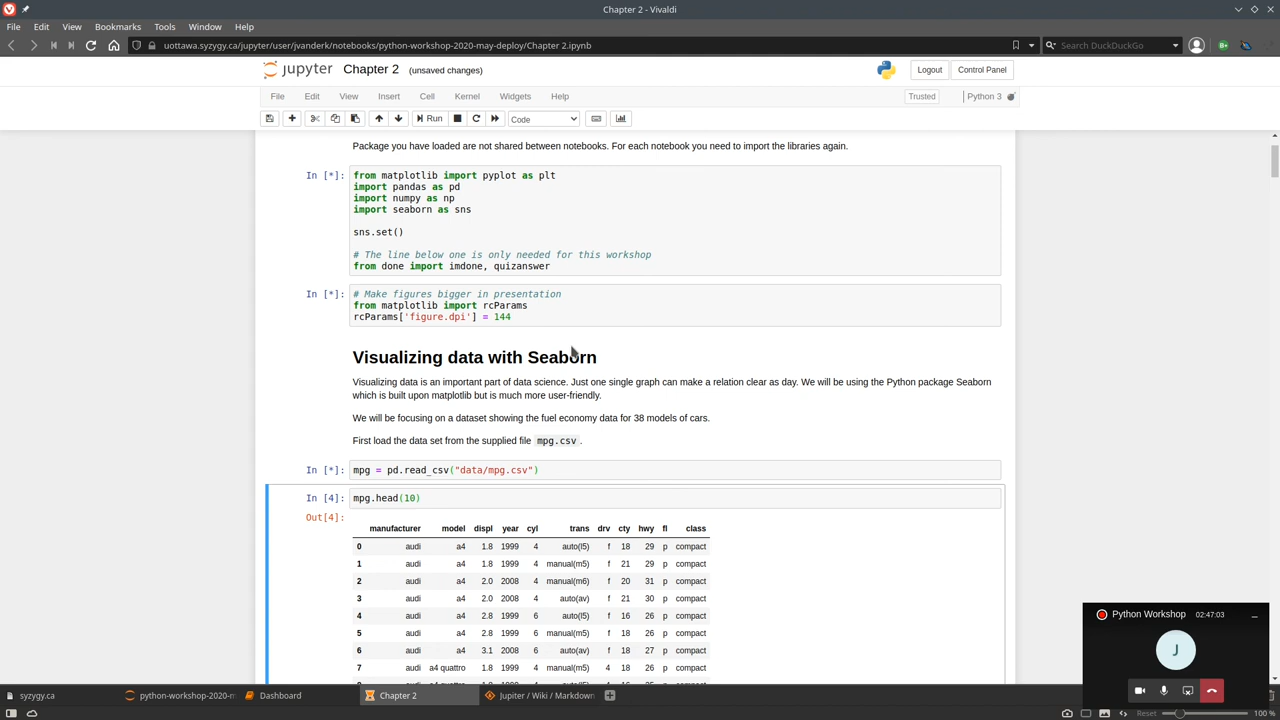 Chapter 2 - Vivaldi
File Edit View Bookmarks Tools Window Help
uottawa.syzygy.ca/jupyter/user/jvanderk/notebooks/python-workshop-2020-may-deploy/Chapter 2.ipynb
Search DuckDuckGo
jupyter Chapter 2 (unsaved changes)
Logout Control Panel
File Edit View Insert Cell Kernel Widgets Help
Trusted Python 3
Run Code
Package you have loaded are not shared between notebooks. For each notebook you need to import the libraries again.
In [*]: from matplotlib import pyplot as plt
import pandas as pd
import numpy as np
import seaborn as sns
sns.set()
# The line below one is only needed for this workshop
from done import imdone, quizanswer
In [*]: # Make figures bigger in presentation
from matplotlib import rcParams
rcParams['figure.dpi'] = 144
Visualizing data with Seaborn
Visualizing data is an important part of data science. Just one single graph can make a relation clear as day. We will be using the Python package Seaborn
which is built upon matplotlib but is much more user-friendly.
We will be focusing on a dataset showing the fuel economy data for 38 models of cars.
First load the data set from the supplied file mpg.csv.
In [*]: mpg = pd.read_csv("data/mpg.csv")
In [4]: mpg.head(10)
Out[4]:
manufacturer model displ year cyl trans drv cty hwy fl class
0 audi a4 1.8 1999 4 auto(l5) f 18 29 p compact
1 audi a4 1.8 1999 4 manual(m5) f 21 29 p compact
2 audi a4 2.0 2008 4 manual(m6) f 20 31 p compact
3 audi a4 2.0 2008 4 auto(av) f 21 30 p compact
4 audi a4 2.8 1999 6 auto(l5) f 16 26 p compact
5 audi a4 2.8 1999 6 manual(m5) f 18 26 p compact
6 audi a4 3.1 2008 6 auto(av) f 18 27 p compact
7 audi a4 quattro 1.8 1999 4 manual(m5) 4 18 26 p compact
Python Workshop 02:47:03
J
syzygy.ca python-workshop-2020-m Dashboard Chapter 2 Jupiter / Wiki / Markdown
Reset 100 %